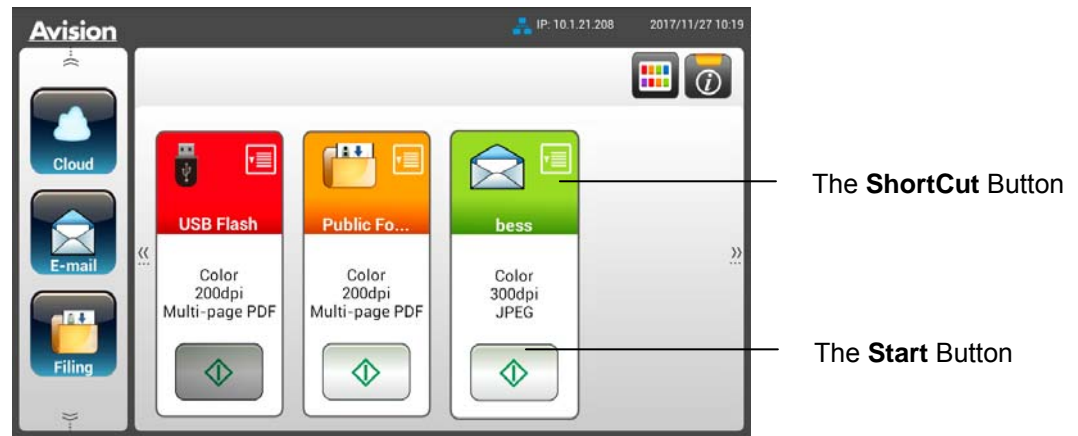 Avision
IP: 10.1.21.208 2017/11/27 10:19
Cloud
E-mail
Filing
USB Flash
Color
200dpi
Multi-page PDF
Public Fo...
Color
200dpi
Multi-page PDF
bess
Color
300dpi
JPEG
The ShortCut Button
The Start Button